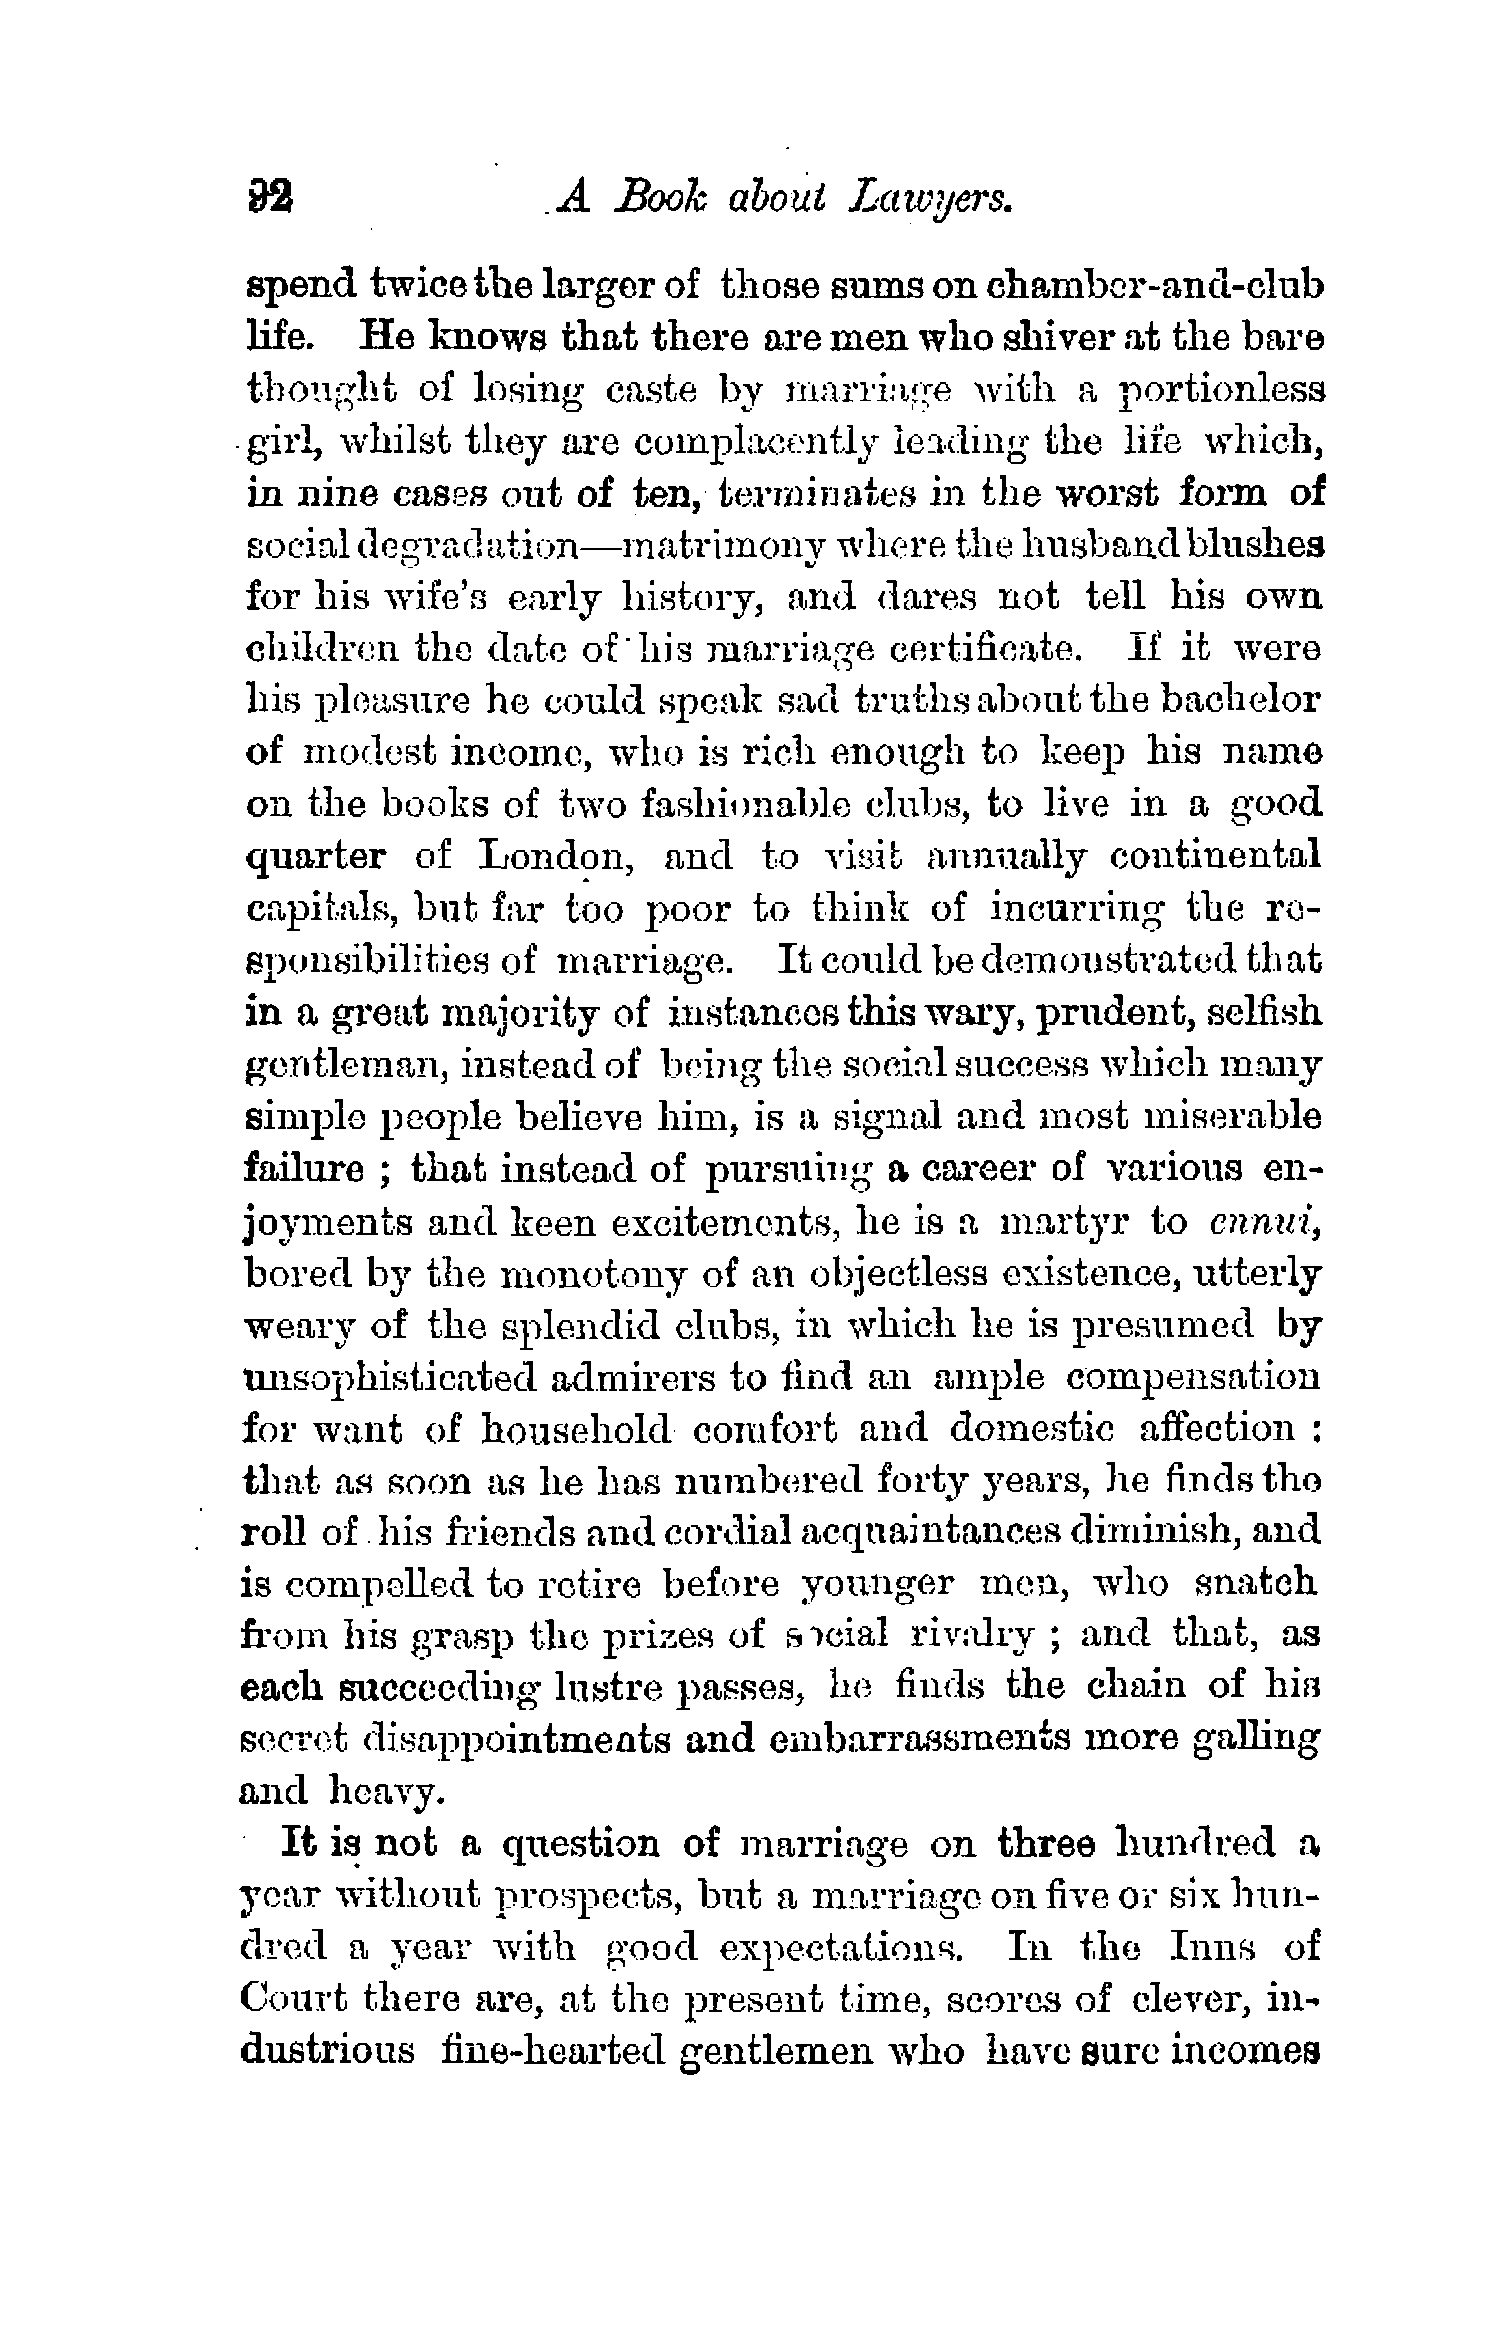 92 A Book about Lawyers.
spend twice the larger of those sums on chamber-and-club
life. He knows that there are men who shiver at the bare
thought of losing caste by marriage with a portionless
girl, whilst they are complacently leading the life which,
in nine cases out of ten, terminates in the worst form of
social degradation—matrimony where the husband blushes
for his wife's early history, and dares not tell his own
children the date of his marriage certificate. If it were
his pleasure he could speak sad truths about the bachelor
of modest income, who is rich enough to keep his name
on the books of two fashionable clubs, to live in a good
quarter of London, and to visit annually continental
capitals, but far too poor to think of incurring the re-
sponsibilities of marriage. It could be demonstrated that
in a great majority of instances this wary, prudent, selfish
gentleman, instead of being the social success which many
simple people believe him, is a signal and most miserable
failure ; that instead of pursuing a career of various en-
joyments and keen excitements, he is a martyr to ennui,
bored by the monotony of an objectless existence, utterly
weary of the splendid clubs, in which he is presumed by
unsophisticated admirers to find an ample compensation
for want of household comfort and domestic affection :
that as soon as he has numbered forty years, he finds the
roll of his friends and cordial acquaintances diminish, and
is compelled to retire before younger men, who snatch
from his grasp the prizes of social rivalry ; and that, as
each succeeding lustre passes, he finds the chain of his
secret disappointments and embarrassments more galling
and heavy.
It is not a question of marriage on three hundred a
year without prospects, but a marriage on five or six hun-
dred a year with good expectations. In the Inns of
Court there are, at the present time, scores of clever, in-
dustrious fine-hearted gentlemen who have sure incomes